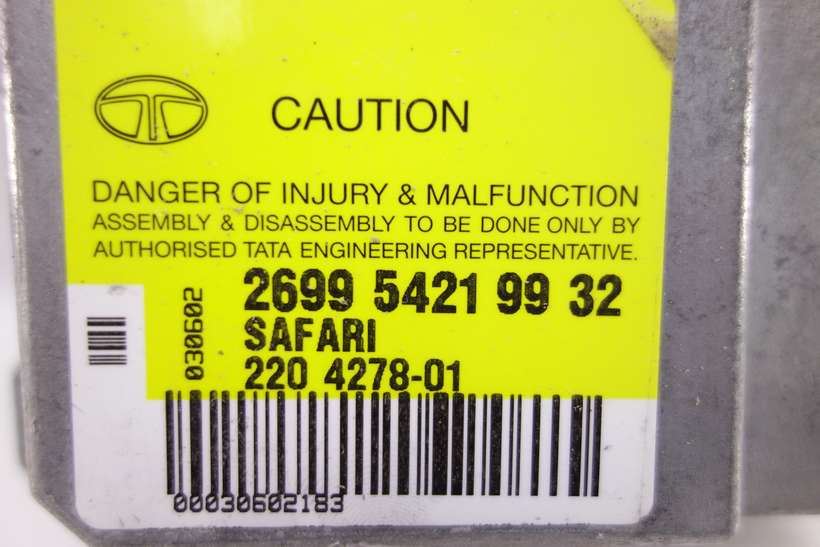 CAUTION
DANGER OF INJURY & MALFUNCTION
ASSEMBLY & DISASSEMBLY TO BE DONE ONLY BY
AUTHORISED TATA ENGINEERING REPRESENTATIVE.
2699 5421 99 32
030602
SAFARI
220 4278-01
00030602183